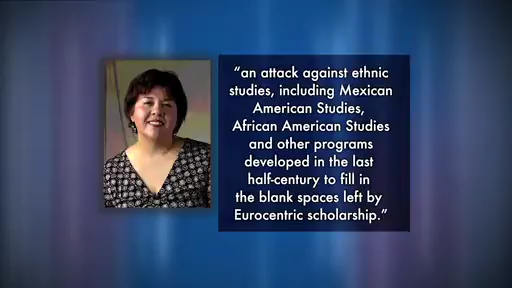 “an attack against ethnic
studies, including Mexican
American Studies,
African American Studies
and other programs
developed in the last
half-century to fill in
the blank spaces left by
Eurocentric scholarship.”